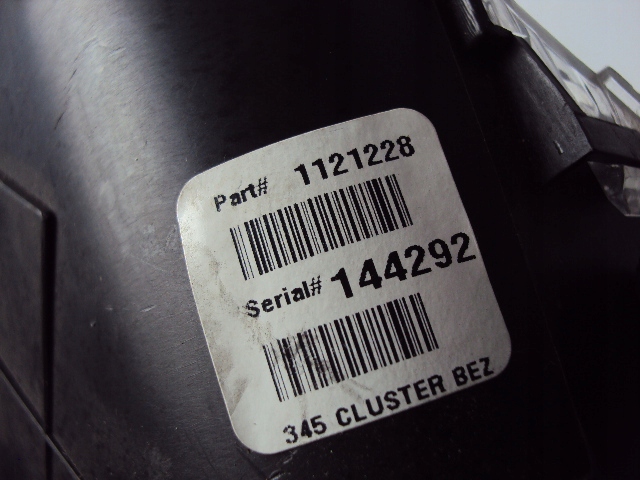 Part# 1121228
Serial# 144292
345 CLUSTER BEZ